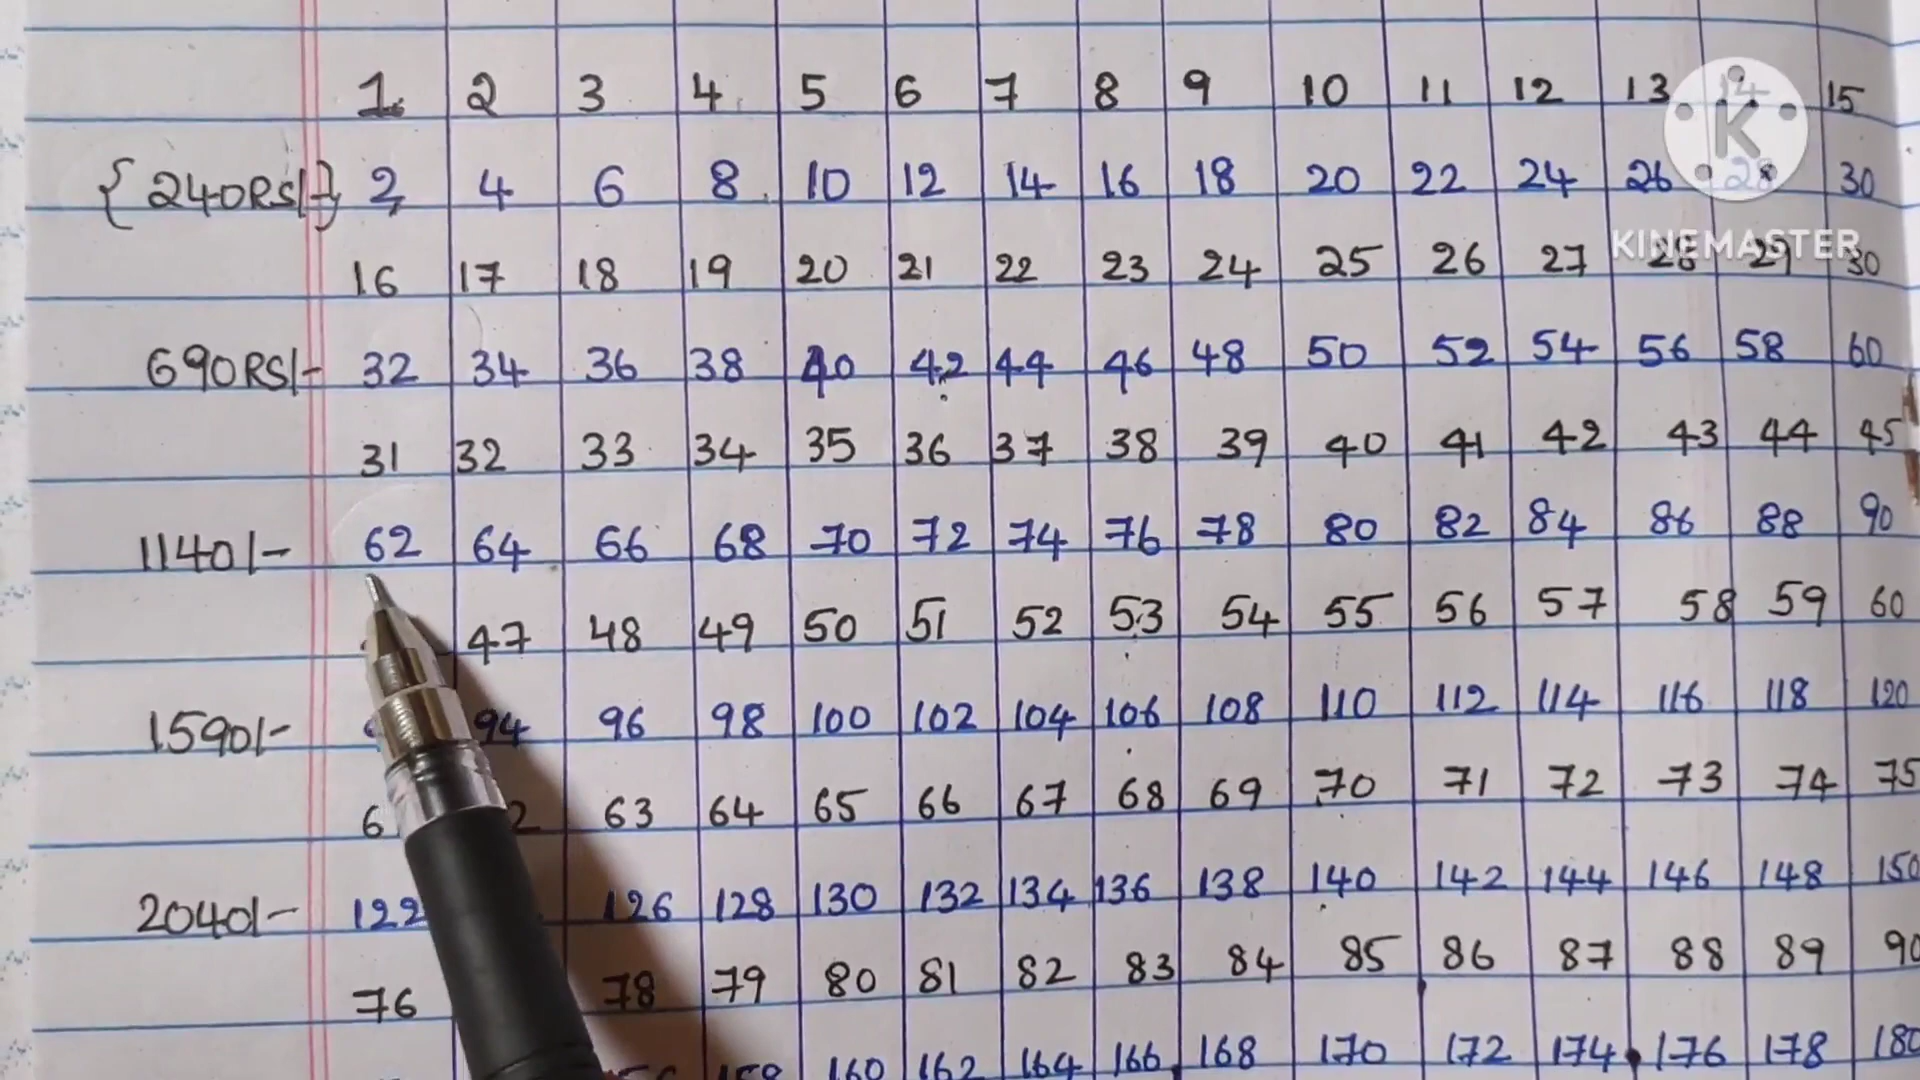 1 2 3 4 5 6 7 8 9 10 11 12 13 14 15
{240RS/-} 2 4 6 8 10 12 14 16 18 20 22 24 26 28 30
KINEMASTER
16 17 18 19 20 21 22 23 24 25 26 27 28 29 30
690RS/- 32 34 36 38 40 42 44 46 48 50 52 54 56 58 60
31 32 33 34 35 36 37 38 39 40 41 42 43 44 45
1140/- 62 64 66 68 70 72 74 76 78 80 82 84 86 88 90
47 48 49 50 51 52 53 54 55 56 57 58 59 60
1590/- 94 96 98 100 102 104 106 108 110 112 114 116 118 120
63 64 65 66 67 68 69 70 71 72 73 74 75
2040/- 122 126 128 130 132 134 136 138 140 142 144 146 148 150
76 78 79 80 81 82 83 84 85 86 87 88 89 90
160 162 164 166 168 170 172 174 176 178 180